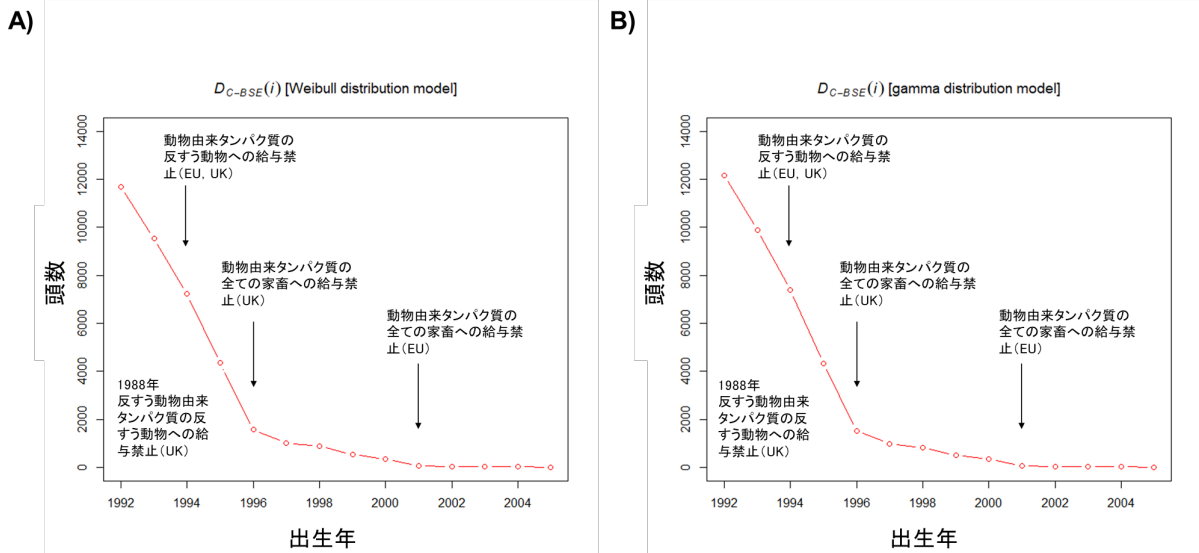 A)
D_{C-BSE}(i) [Weibull distribution model]
頭数
14000
12000
10000
8000
6000
4000
2000
0
動物由来タンパク質の
反すう動物への給与禁
止(EU, UK)
動物由来タンパク質の
全ての家畜への給与禁
止(UK)
動物由来タンパク質の
全ての家畜への給与禁
止(EU)
1988年
反すう動物由来
タンパク質の反
すう動物への給
与禁止(UK)
1992 1994 1996 1998 2000 2002 2004
出生年
B)
D_{C-BSE}(i) [gamma distribution model]
頭数
14000
12000
10000
8000
6000
4000
2000
0
動物由来タンパク質の
反すう動物への給与禁
止(EU, UK)
動物由来タンパク質の
全ての家畜への給与禁
止(UK)
動物由来タンパク質の
全ての家畜への給与禁
止(EU)
1988年
反すう動物由来
タンパク質の反
すう動物への給
与禁止(UK)
1992 1994 1996 1998 2000 2002 2004
出生年